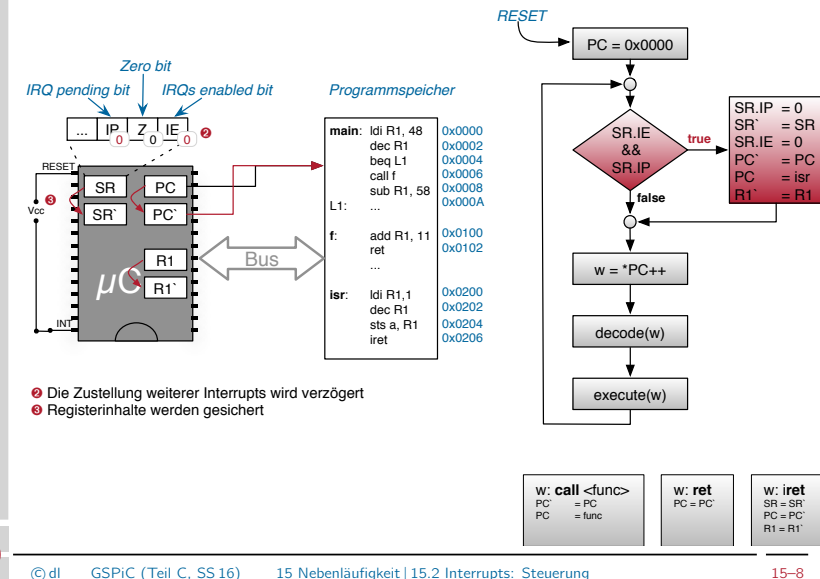 RESET
PC = 0x0000
Zero bit
IRQ pending bit
IRQs enabled bit
Programmspeicher
... IP Z IE ❷
0 0 0
RESET
SR PC
❸
Vcc
SR` PC`
R1
µC R1`
INT
Bus
main: ldi R1, 48 0x0000
dec R1 0x0002
beq L1 0x0004
call f 0x0006
sub R1, 58 0x0008
L1: ... 0x000A
f: add R1, 11 0x0100
ret 0x0102
...
isr: ldi R1,1 0x0200
dec R1 0x0202
sts a, R1 0x0204
iret 0x0206
SR.IE
&&
SR.IP
true
false
SR.IP = 0
SR` = SR
SR.IE = 0
PC` = PC
PC = isr
R1` = R1
w = *PC++
decode(w)
execute(w)
❷ Die Zustellung weiterer Interrupts wird verzögert
❸ Registerinhalte werden gesichert
w: call <func>
PC` = PC
PC = func
w: ret
PC = PC`
w: iret
SR = SR`
PC = PC`
R1 = R1`
© dl GSPiC (Teil C, SS 16) 15 Nebenläufigkeit | 15.2 Interrupts: Steuerung 15–8